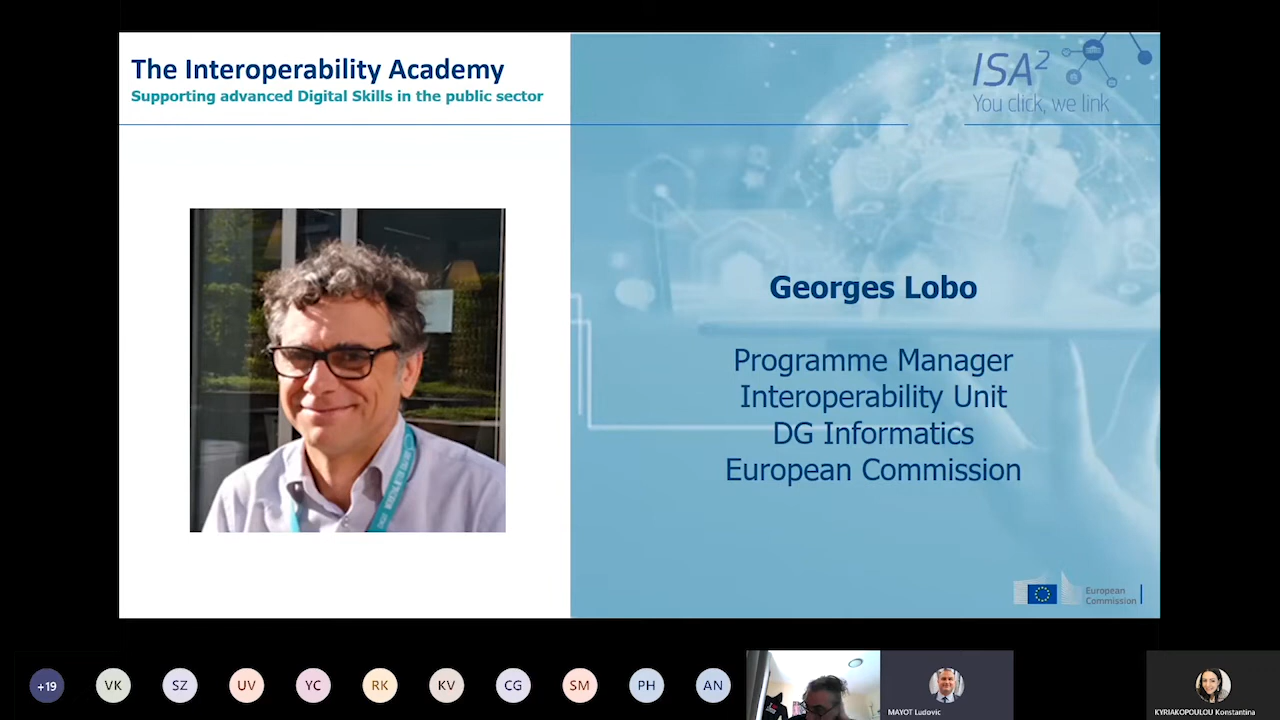 The Interoperability Academy
Supporting advanced Digital Skills in the public sector
ISA²
You click, we link
Georges Lobo
Programme Manager
Interoperability Unit
DG Informatics
European Commission
European
Commission
+19
VK
SZ
UV
YC
RK
KV
CG
SM
PH
AN
MAYOT Ludovic
KYRIAKOPOULOU Konstantina